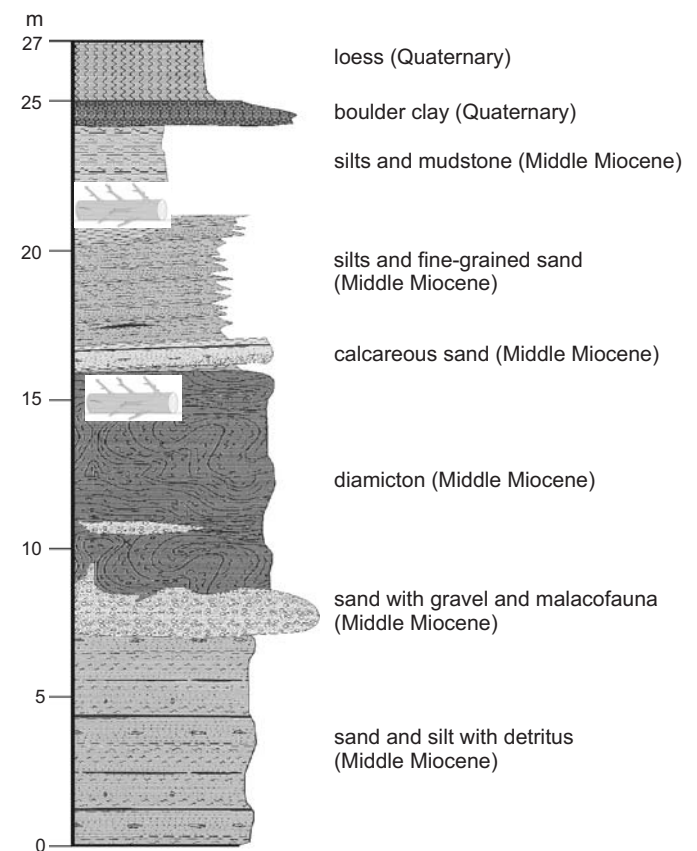 m
27
loess (Quaternary)
25
boulder clay (Quaternary)
silts and mudstone (Middle Miocene)
20
silts and fine-grained sand
(Middle Miocene)
calcareous sand (Middle Miocene)
15
diamicton (Middle Miocene)
10
sand with gravel and malacofauna
(Middle Miocene)
5
sand and silt with detritus
(Middle Miocene)
0